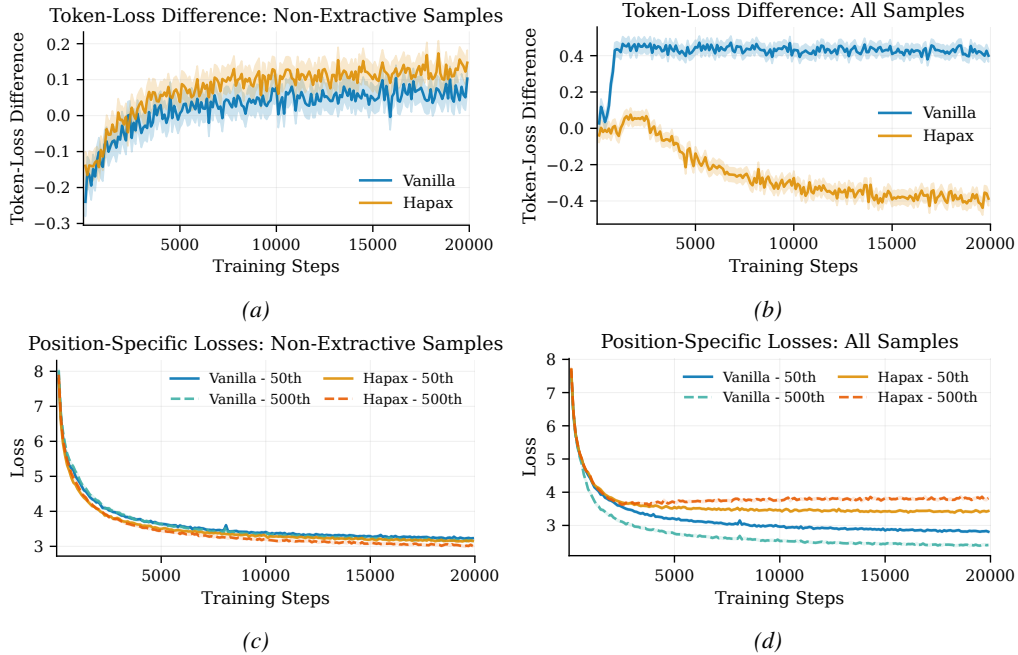 Token-Loss Difference: Non-Extractive Samples
Token-Loss Difference
0.2
0.1
0.0
−0.1
−0.2
−0.3
Vanilla
Hapax
5000
10000
15000
20000
Training Steps
(a)
Token-Loss Difference: All Samples
Token-Loss Difference
0.4
0.2
0.0
−0.2
−0.4
Vanilla
Hapax
5000
10000
15000
20000
Training Steps
(b)
Position-Specific Losses: Non-Extractive Samples
Loss
8
7
6
5
4
3
Vanilla - 50th
Vanilla - 500th
Hapax - 50th
Hapax - 500th
5000
10000
15000
20000
Training Steps
(c)
Position-Specific Losses: All Samples
Loss
8
7
6
5
4
3
Vanilla - 50th
Vanilla - 500th
Hapax - 50th
Hapax - 500th
5000
10000
15000
20000
Training Steps
(d)